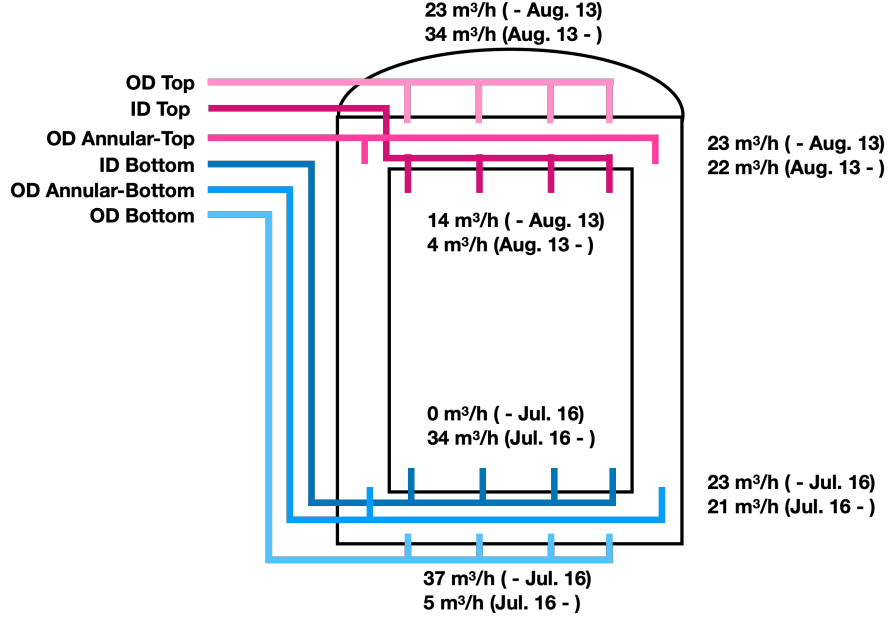 23 m³/h ( - Aug. 13)
34 m³/h (Aug. 13 - )
OD Top
ID Top
OD Annular-Top
ID Bottom
OD Annular-Bottom
OD Bottom
23 m³/h ( - Aug. 13)
22 m³/h (Aug. 13 - )
14 m³/h ( - Aug. 13)
4 m³/h (Aug. 13 - )
0 m³/h ( - Jul. 16)
34 m³/h (Jul. 16 - )
23 m³/h ( - Jul. 16)
21 m³/h (Jul. 16 - )
37 m³/h ( - Jul. 16)
5 m³/h (Jul. 16 - )